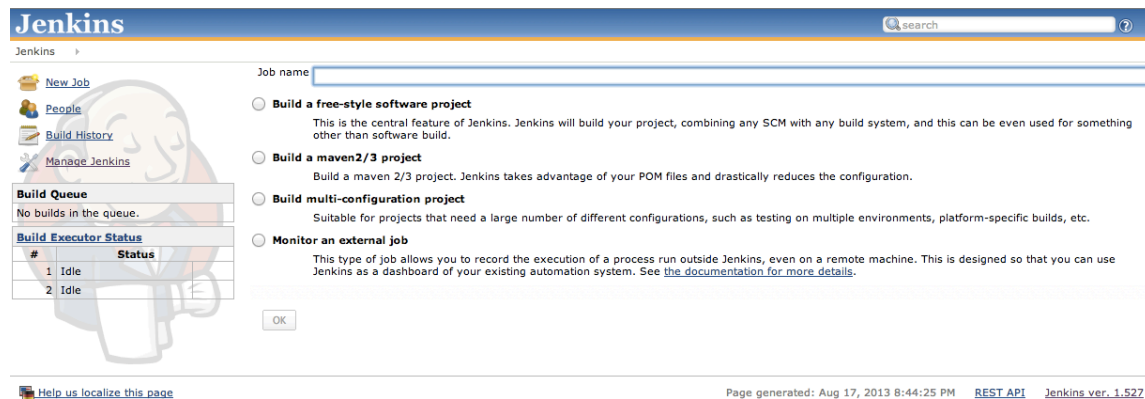 Jenkins
search
Jenkins
New Job
People
Build History
Manage Jenkins
Build Queue
No builds in the queue.
Build Executor Status
# Status
1 Idle
2 Idle
Job name
Build a free-style software project
This is the central feature of Jenkins. Jenkins will build your project, combining any SCM with any build system, and this can be even used for something
other than software build.
Build a maven2/3 project
Build a maven 2/3 project. Jenkins takes advantage of your POM files and drastically reduces the configuration.
Build multi-configuration project
Suitable for projects that need a large number of different configurations, such as testing on multiple environments, platform-specific builds, etc.
Monitor an external job
This type of job allows you to record the execution of a process run outside Jenkins, even on a remote machine. This is designed so that you can use
Jenkins as a dashboard of your existing automation system. See the documentation for more details.
OK
Help us localize this page
Page generated: Aug 17, 2013 8:44:25 PM REST API Jenkins ver. 1.527